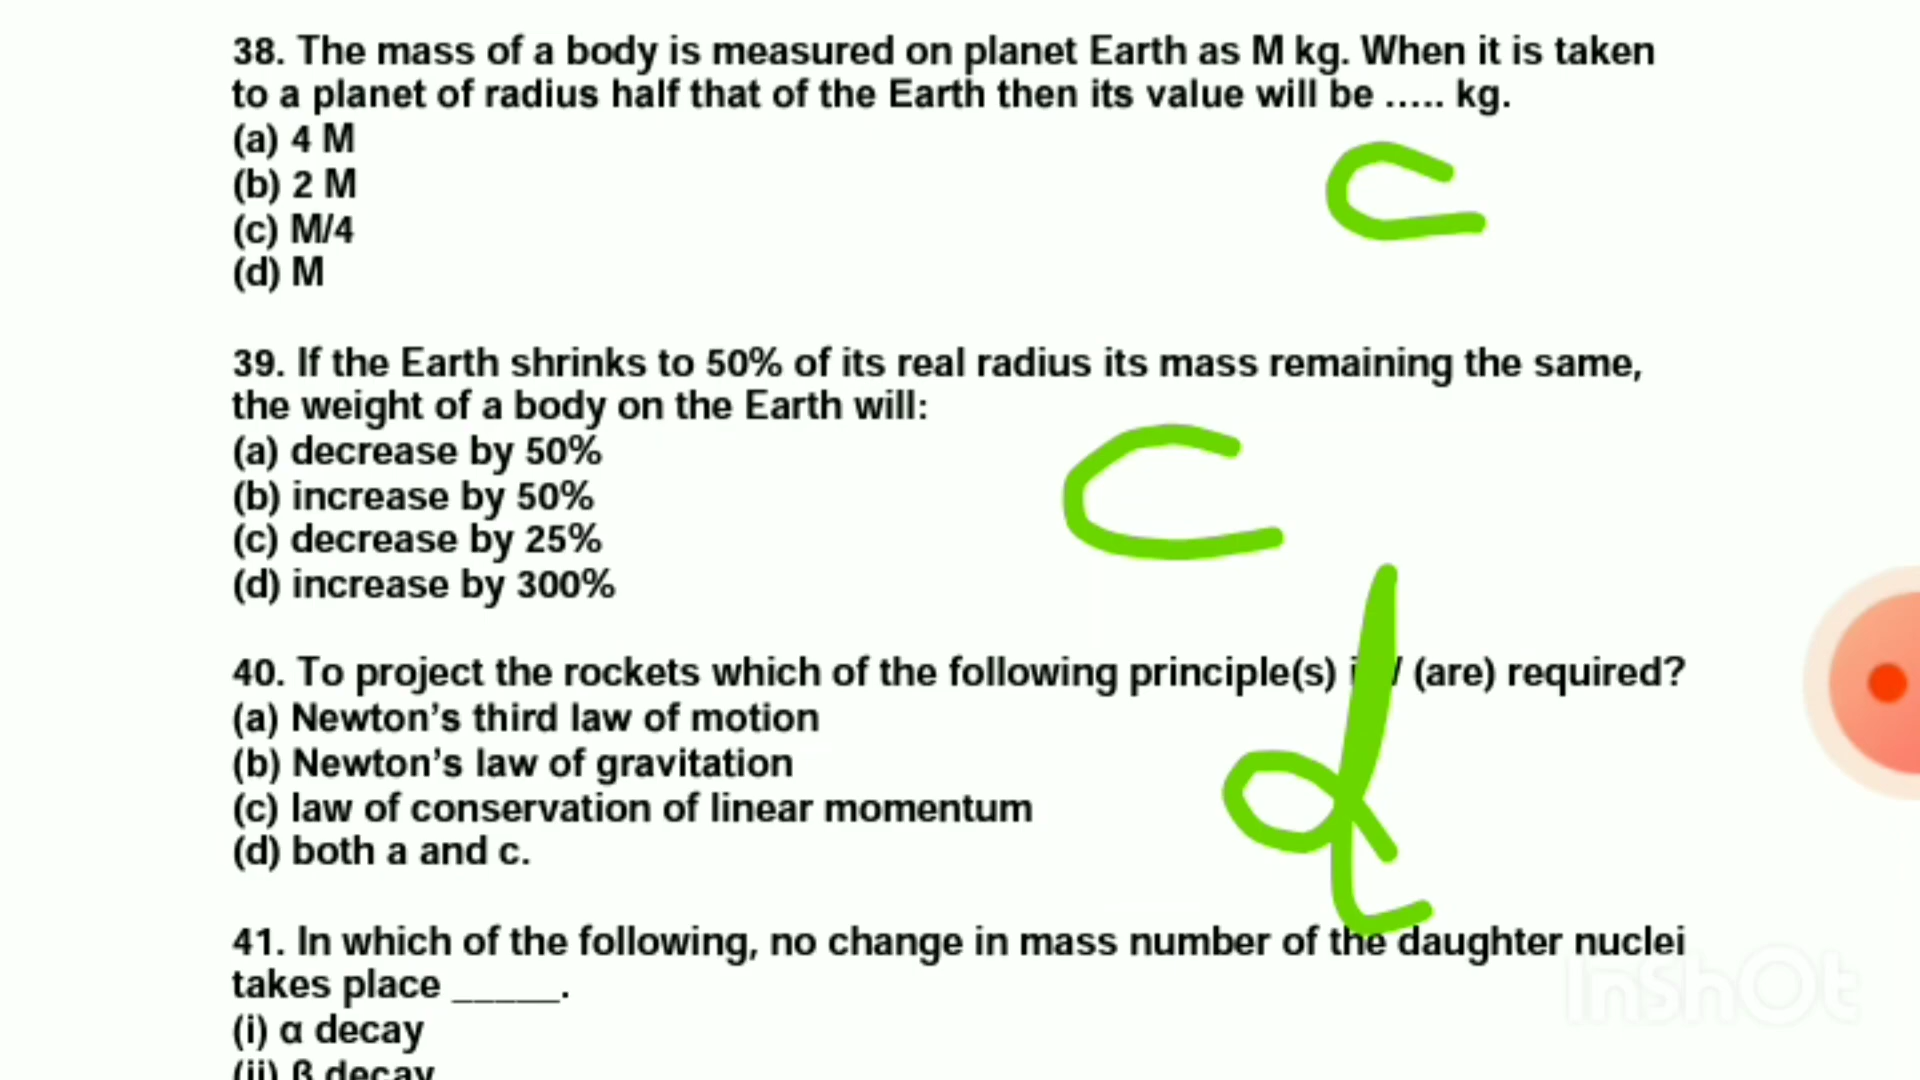 38. The mass of a body is measured on planet Earth as M kg. When it is taken
to a planet of radius half that of the Earth then its value will be ..... kg.
(a) 4 M
(b) 2 M
(c) M/4
(d) M
C
39. If the Earth shrinks to 50% of its real radius its mass remaining the same,
the weight of a body on the Earth will:
(a) decrease by 50%
(b) increase by 50%
(c) decrease by 25%
(d) increase by 300%
C
40. To project the rockets which of the following principle(s) / (are) required?
(a) Newton's third law of motion
(b) Newton's law of gravitation
(c) law of conservation of linear momentum
(d) both a and c.
d
41. In which of the following, no change in mass number of the daughter nuclei
takes place _____.
(i) α decay
(ii) β decay
InShOt